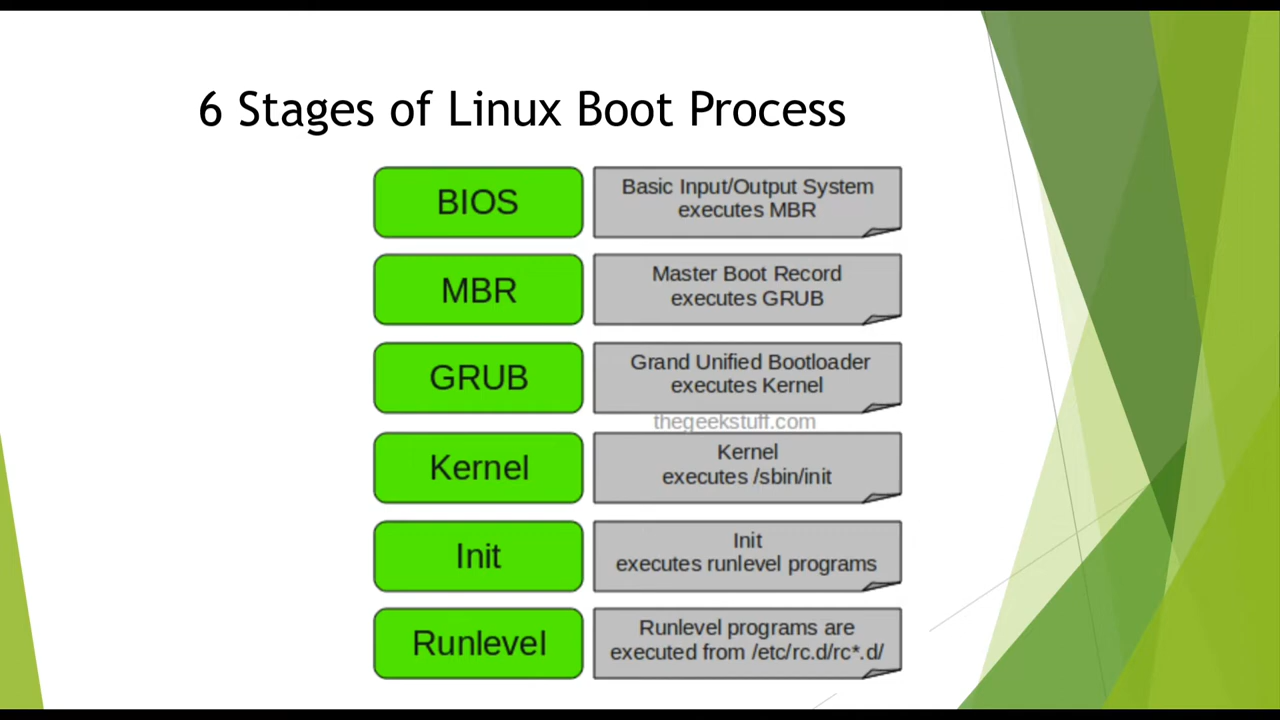 6 Stages of Linux Boot Process
BIOS
Basic Input/Output System
executes MBR
MBR
Master Boot Record
executes GRUB
GRUB
Grand Unified Bootloader
executes Kernel
thegeekstuff.com
Kernel
Kernel
executes /sbin/init
Init
Init
executes runlevel programs
Runlevel
Runlevel programs are
executed from /etc/rc.d/rc*.d/